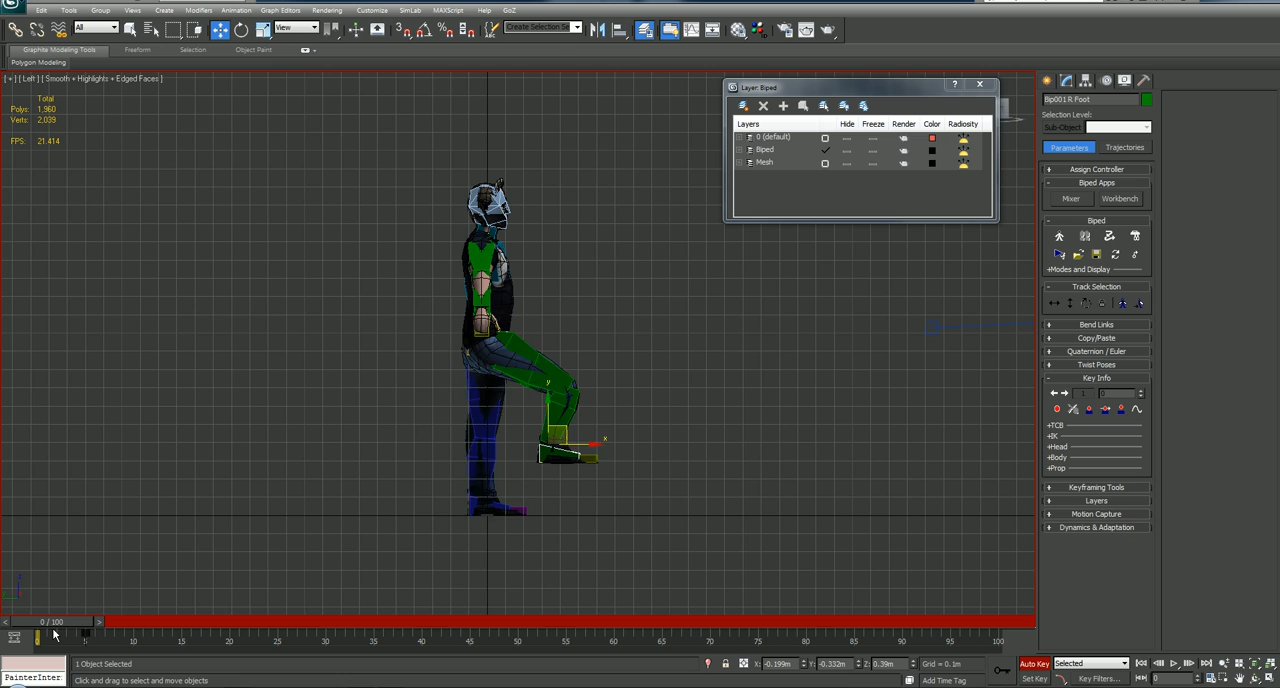 Edit Tools Group Views Create Modifiers Animation Graph Editors Rendering Customize SimLab MAXScript Help GoZ
All View Create Selection Se
Graphite Modeling Tools Freeform Selection Object Paint
Polygon Modeling
[ + ] [ Left ] [ Smooth + Highlights + Edged Faces ]
Total
Polys: 1,960
Verts: 2,039
FPS: 21.414
Layer: Biped
Layers Hide Freeze Render Color Radiosity
0 (default)
Biped
Mesh
Bip001 R Foot
Selection Level:
Sub-Object
Parameters Trajectories
+ Assign Controller
- Biped Apps
Mixer Workbench
- Biped
+Modes and Display
- Track Selection
+ Bend Links
+ Copy/Paste
+ Quaternion / Euler
+ Twist Poses
- Key Info
1 0
+TCB
+IK
+Head
+Body
+Prop
+ Keyframing Tools
+ Layers
+ Motion Capture
+ Dynamics & Adaptation
y
x
z
< 0 / 100 >
0 5 10 15 20 25 30 35 40 45 50 55 60 65 70 75 80 85 90 95 100
1 Object Selected X: -0.199m Y: -0.332m Z: 0.39m Grid = 0.1m Auto Key Selected
PainterInter: Click and drag to select and move objects Add Time Tag Set Key Key Filters... 0